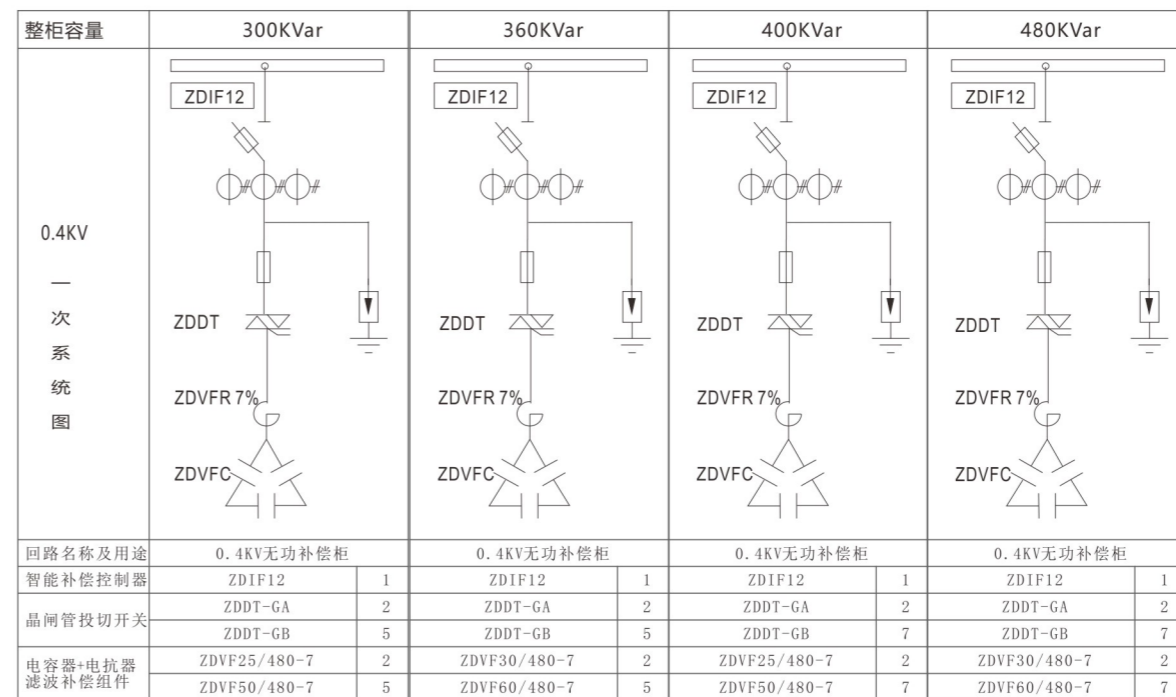 整柜容量 300KVar 360KVar 400KVar 480KVar
ZDIF12 ZDIF12 ZDIF12 ZDIF12
0.4KV
一
次
系
统
图
ZDDT ZDDT ZDDT ZDDT
ZDVFR 7% ZDVFR 7% ZDVFR 7% ZDVFR 7%
ZDVFC ZDVFC ZDVFC ZDVFC
回路名称及用途 0.4KV无功补偿柜 0.4KV无功补偿柜 0.4KV无功补偿柜 0.4KV无功补偿柜
智能补偿控制器 ZDIF12 1 ZDIF12 1 ZDIF12 1 ZDIF12 1
晶闸管投切开关 ZDDT-GA 2 ZDDT-GA 2 ZDDT-GA 2 ZDDT-GA 2
ZDDT-GB 5 ZDDT-GB 5 ZDDT-GB 7 ZDDT-GB 7
电容器+电抗器 ZDVF25/480-7 2 ZDVF30/480-7 2 ZDVF25/480-7 2 ZDVF30/480-7 2
滤波补偿组件 ZDVF50/480-7 5 ZDVF60/480-7 5 ZDVF50/480-7 7 ZDVF60/480-7 7